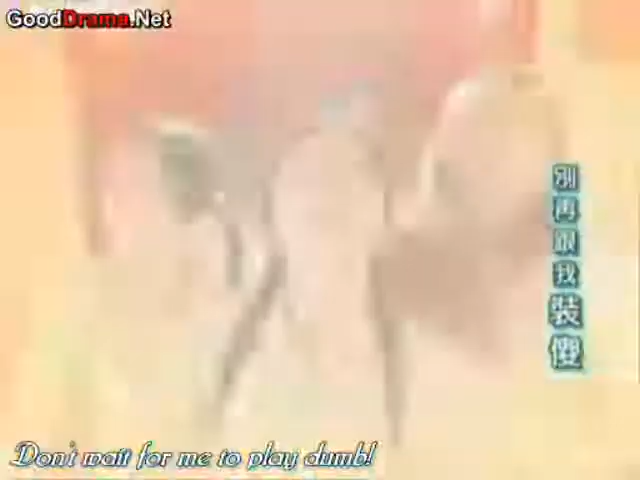 GoodDrama.Net
別再跟我裝傻
Don't wait for me to play dumb!